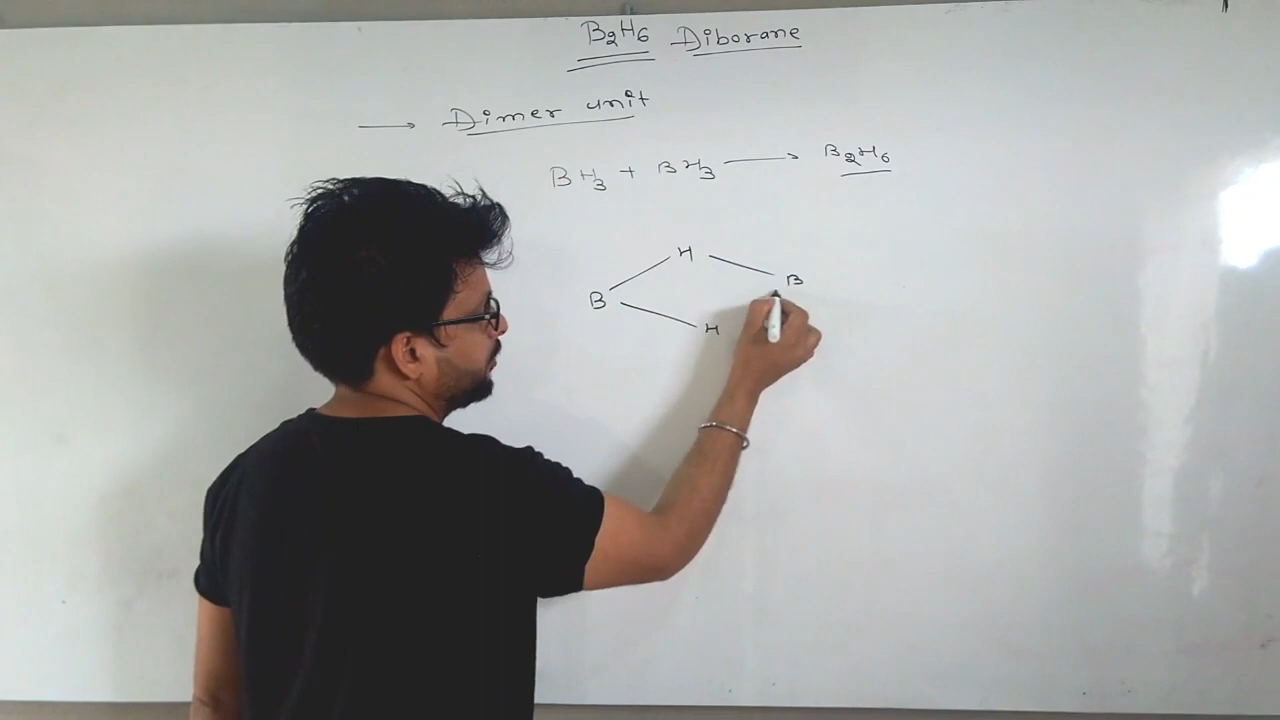 B2H6 Diborane
→ Dimer unit
BH3 + BH3 → B2H6
H
B
B
H